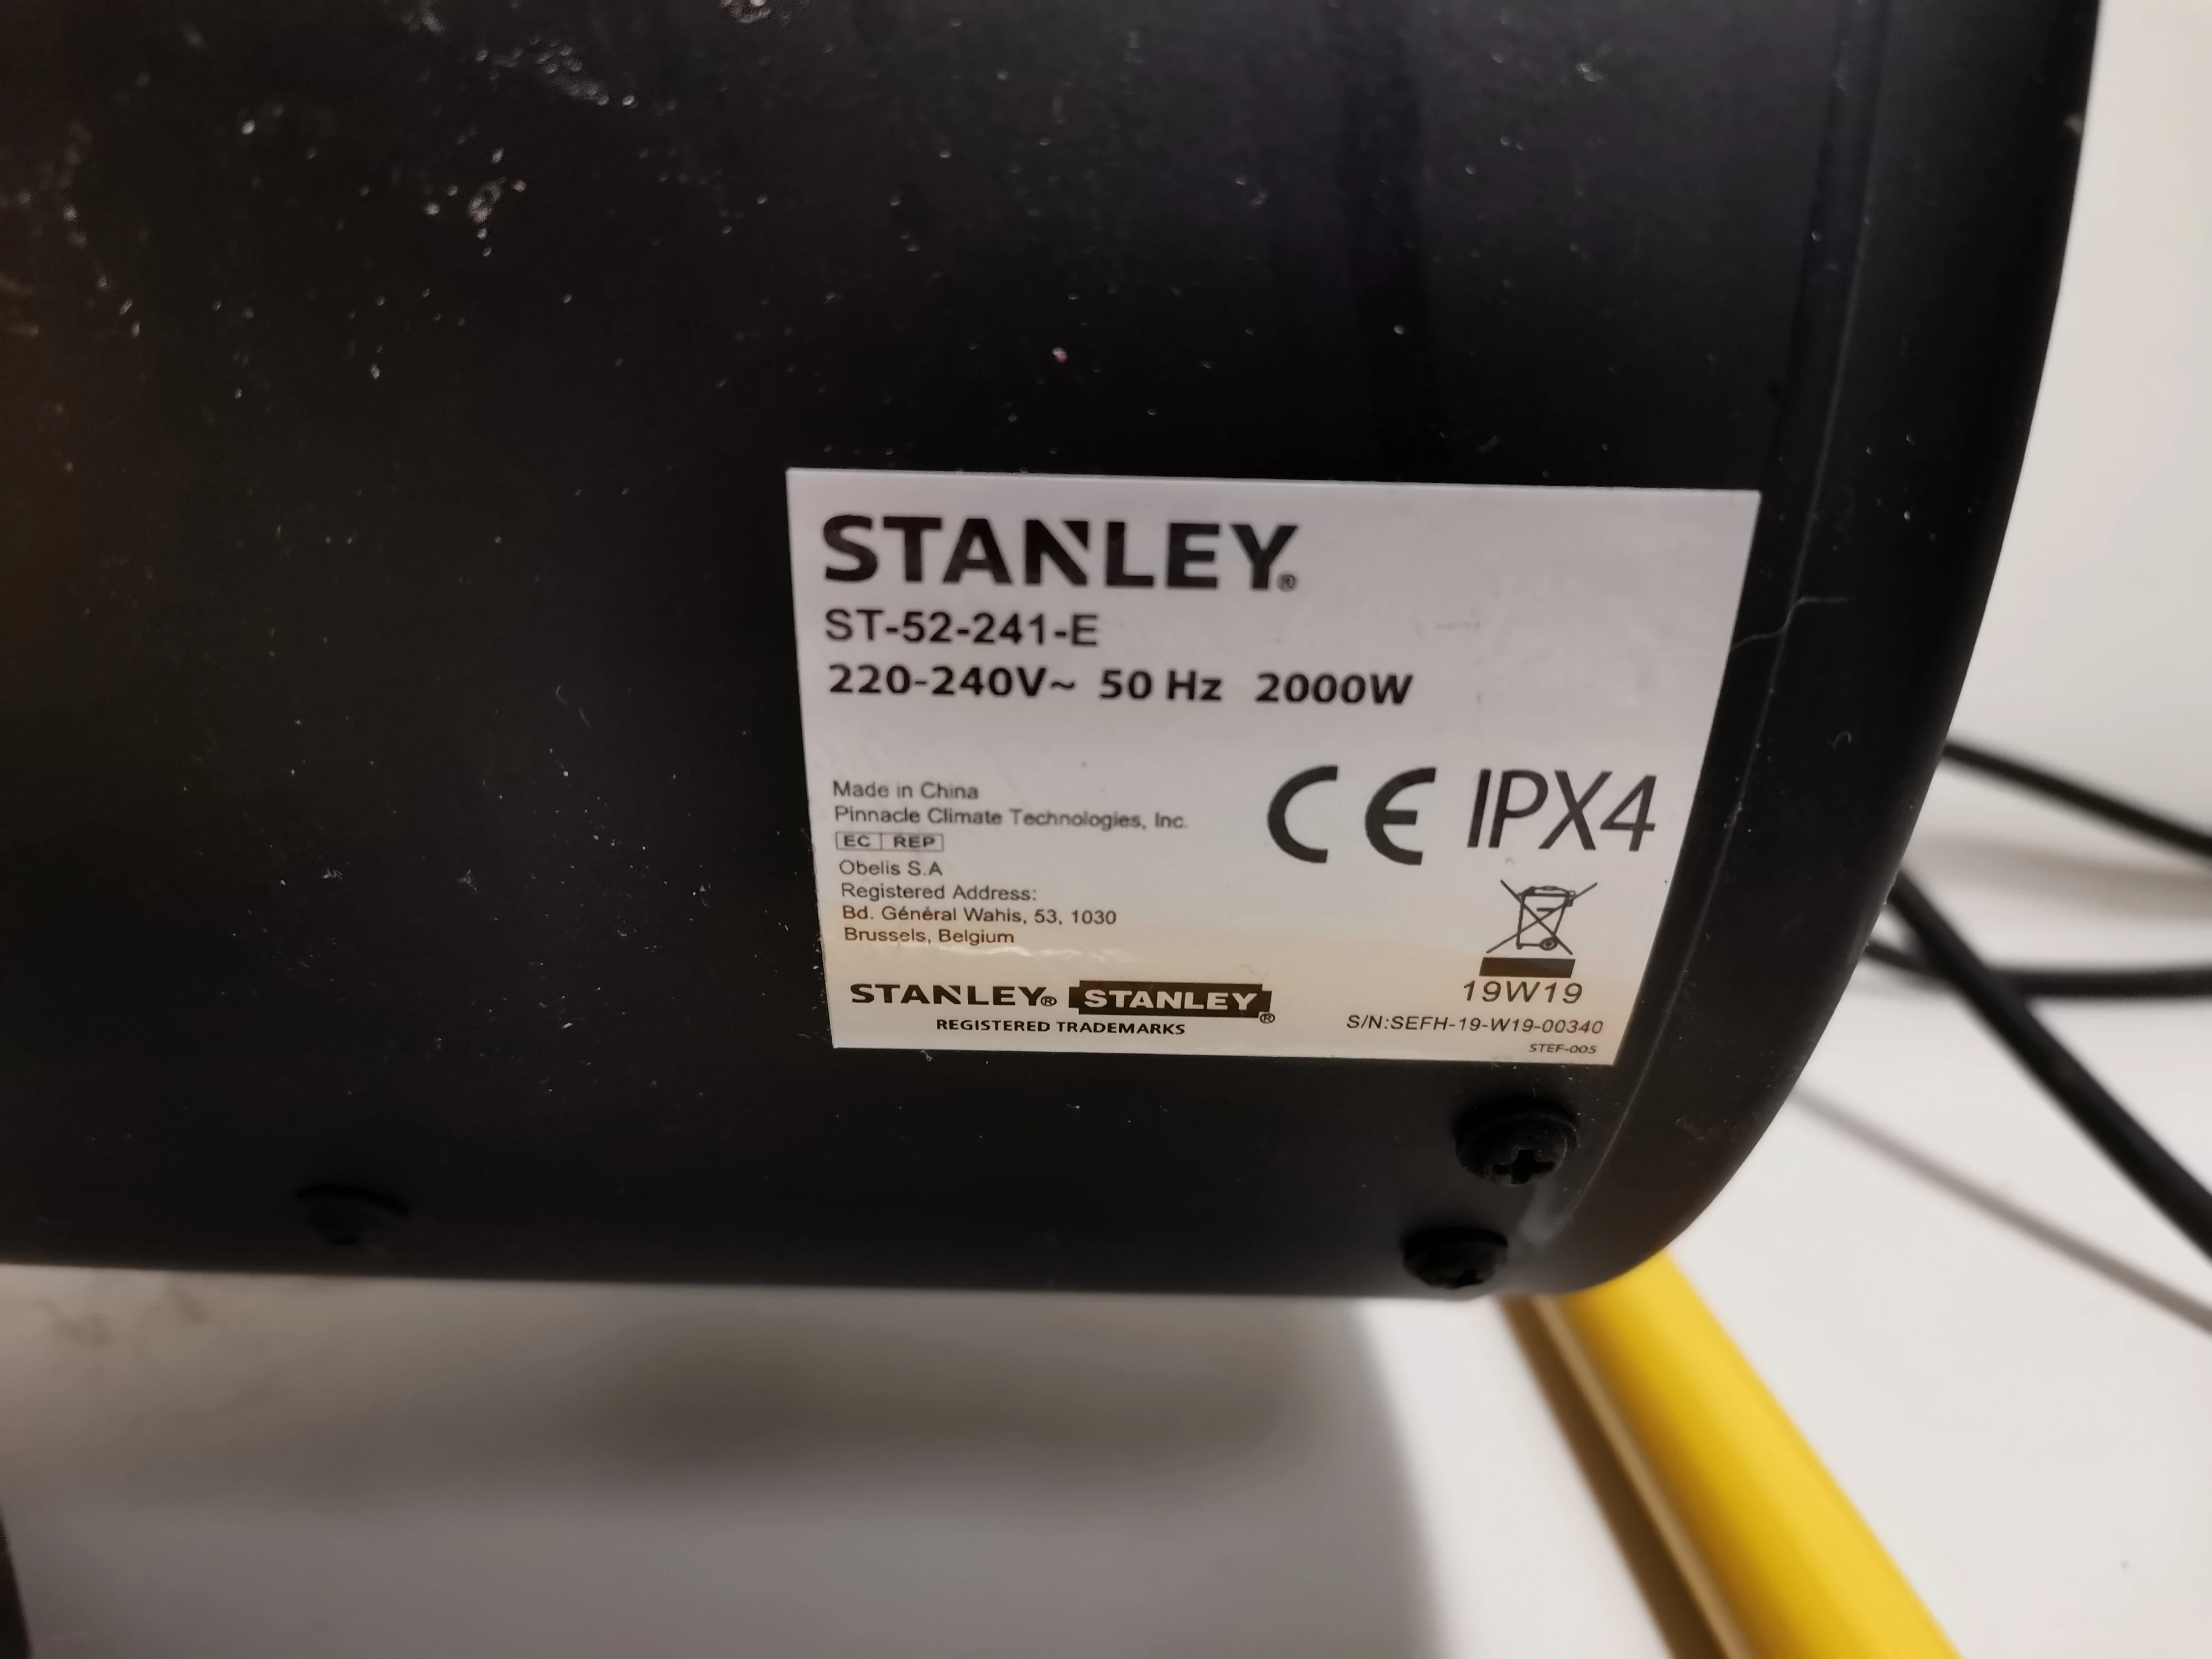 STANLEY®
ST-52-241-E
220-240V~ 50 Hz 2000W
Made in China
Pinnacle Climate Technologies, Inc.
EC REP
Obelis S.A
Registered Address:
Bd. Général Wahis, 53, 1030
Brussels, Belgium
CE IPX4
19W19
STANLEY® STANLEY®
REGISTERED TRADEMARKS
S/N:SEFH-19-W19-00340
STEF-00S